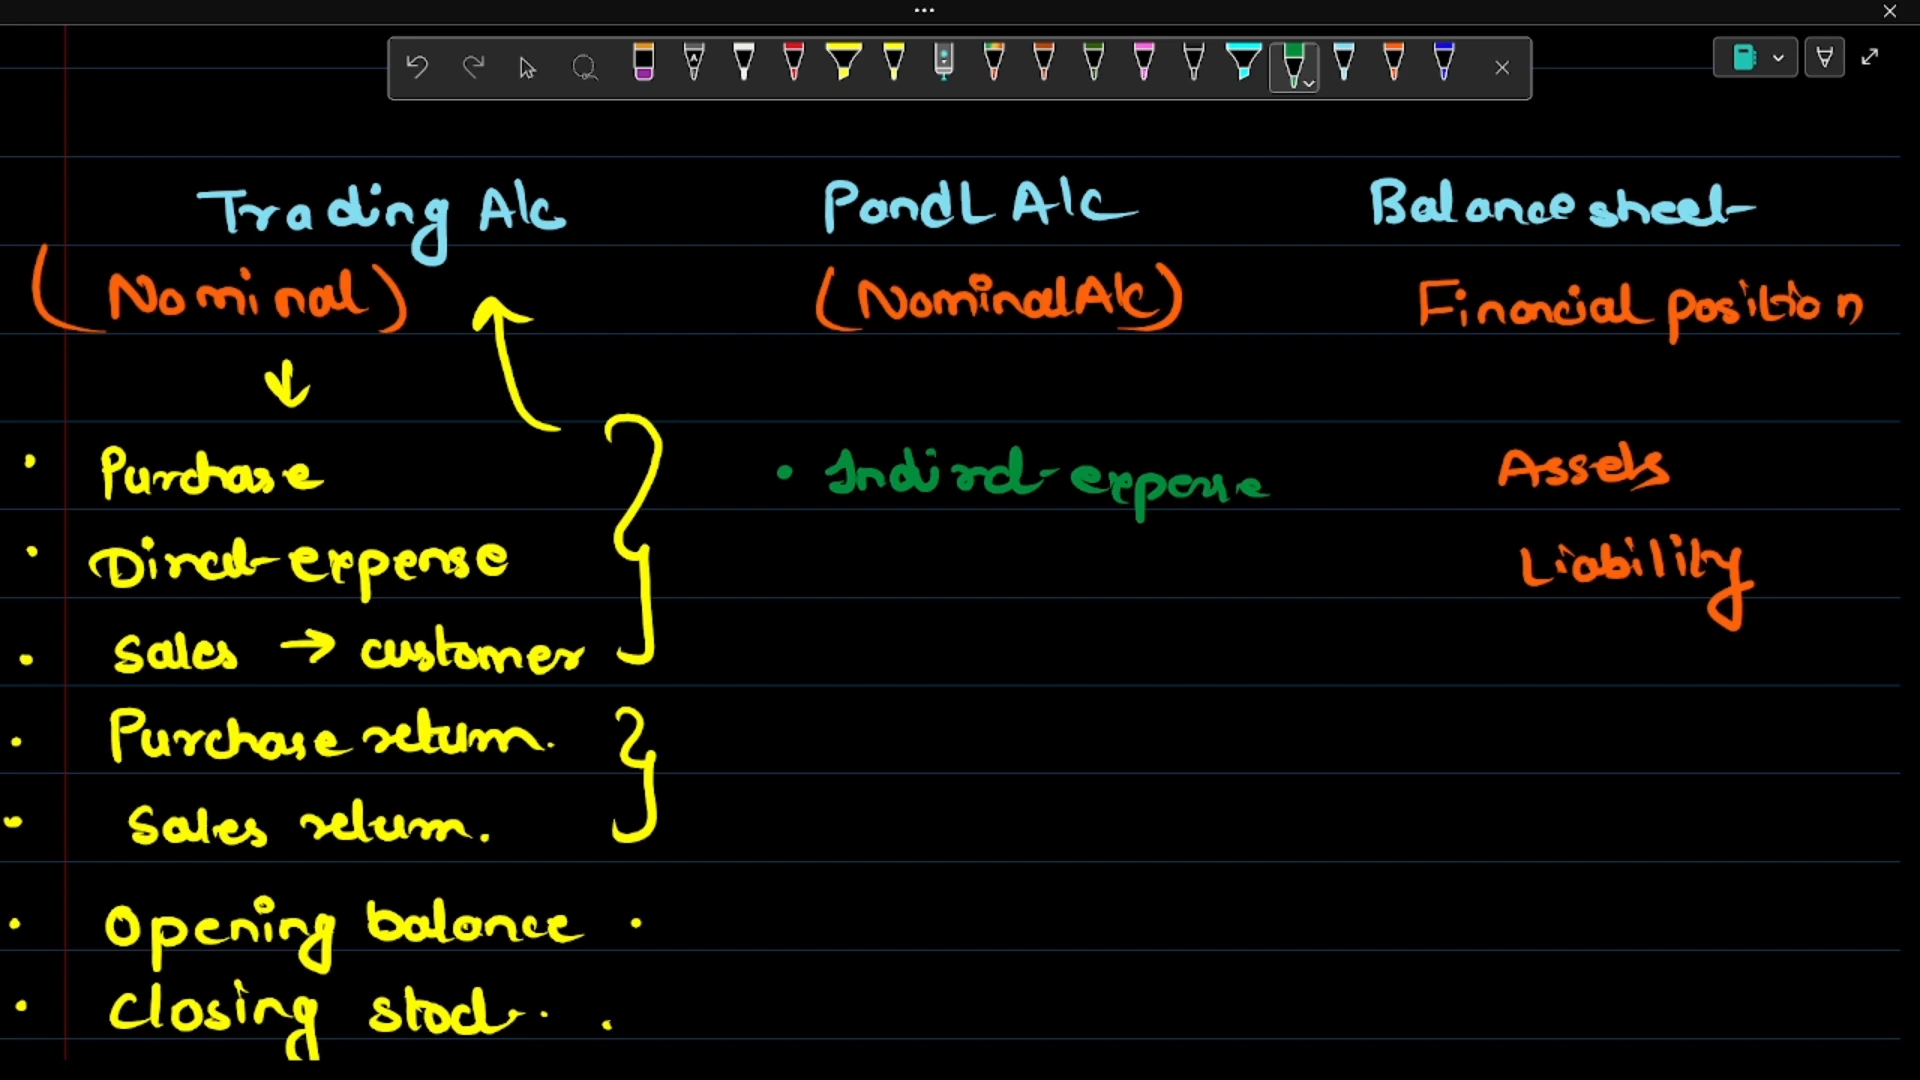 Trading A/c
(Nominal)
Purchase
Direct expense
Sales → customer
Purchase return.
Sales return.
Opening balance
Closing stock
P and L A/c
(Nominal A/c)
Indirect expense
Balance sheet
Financial position
Assets
Liability